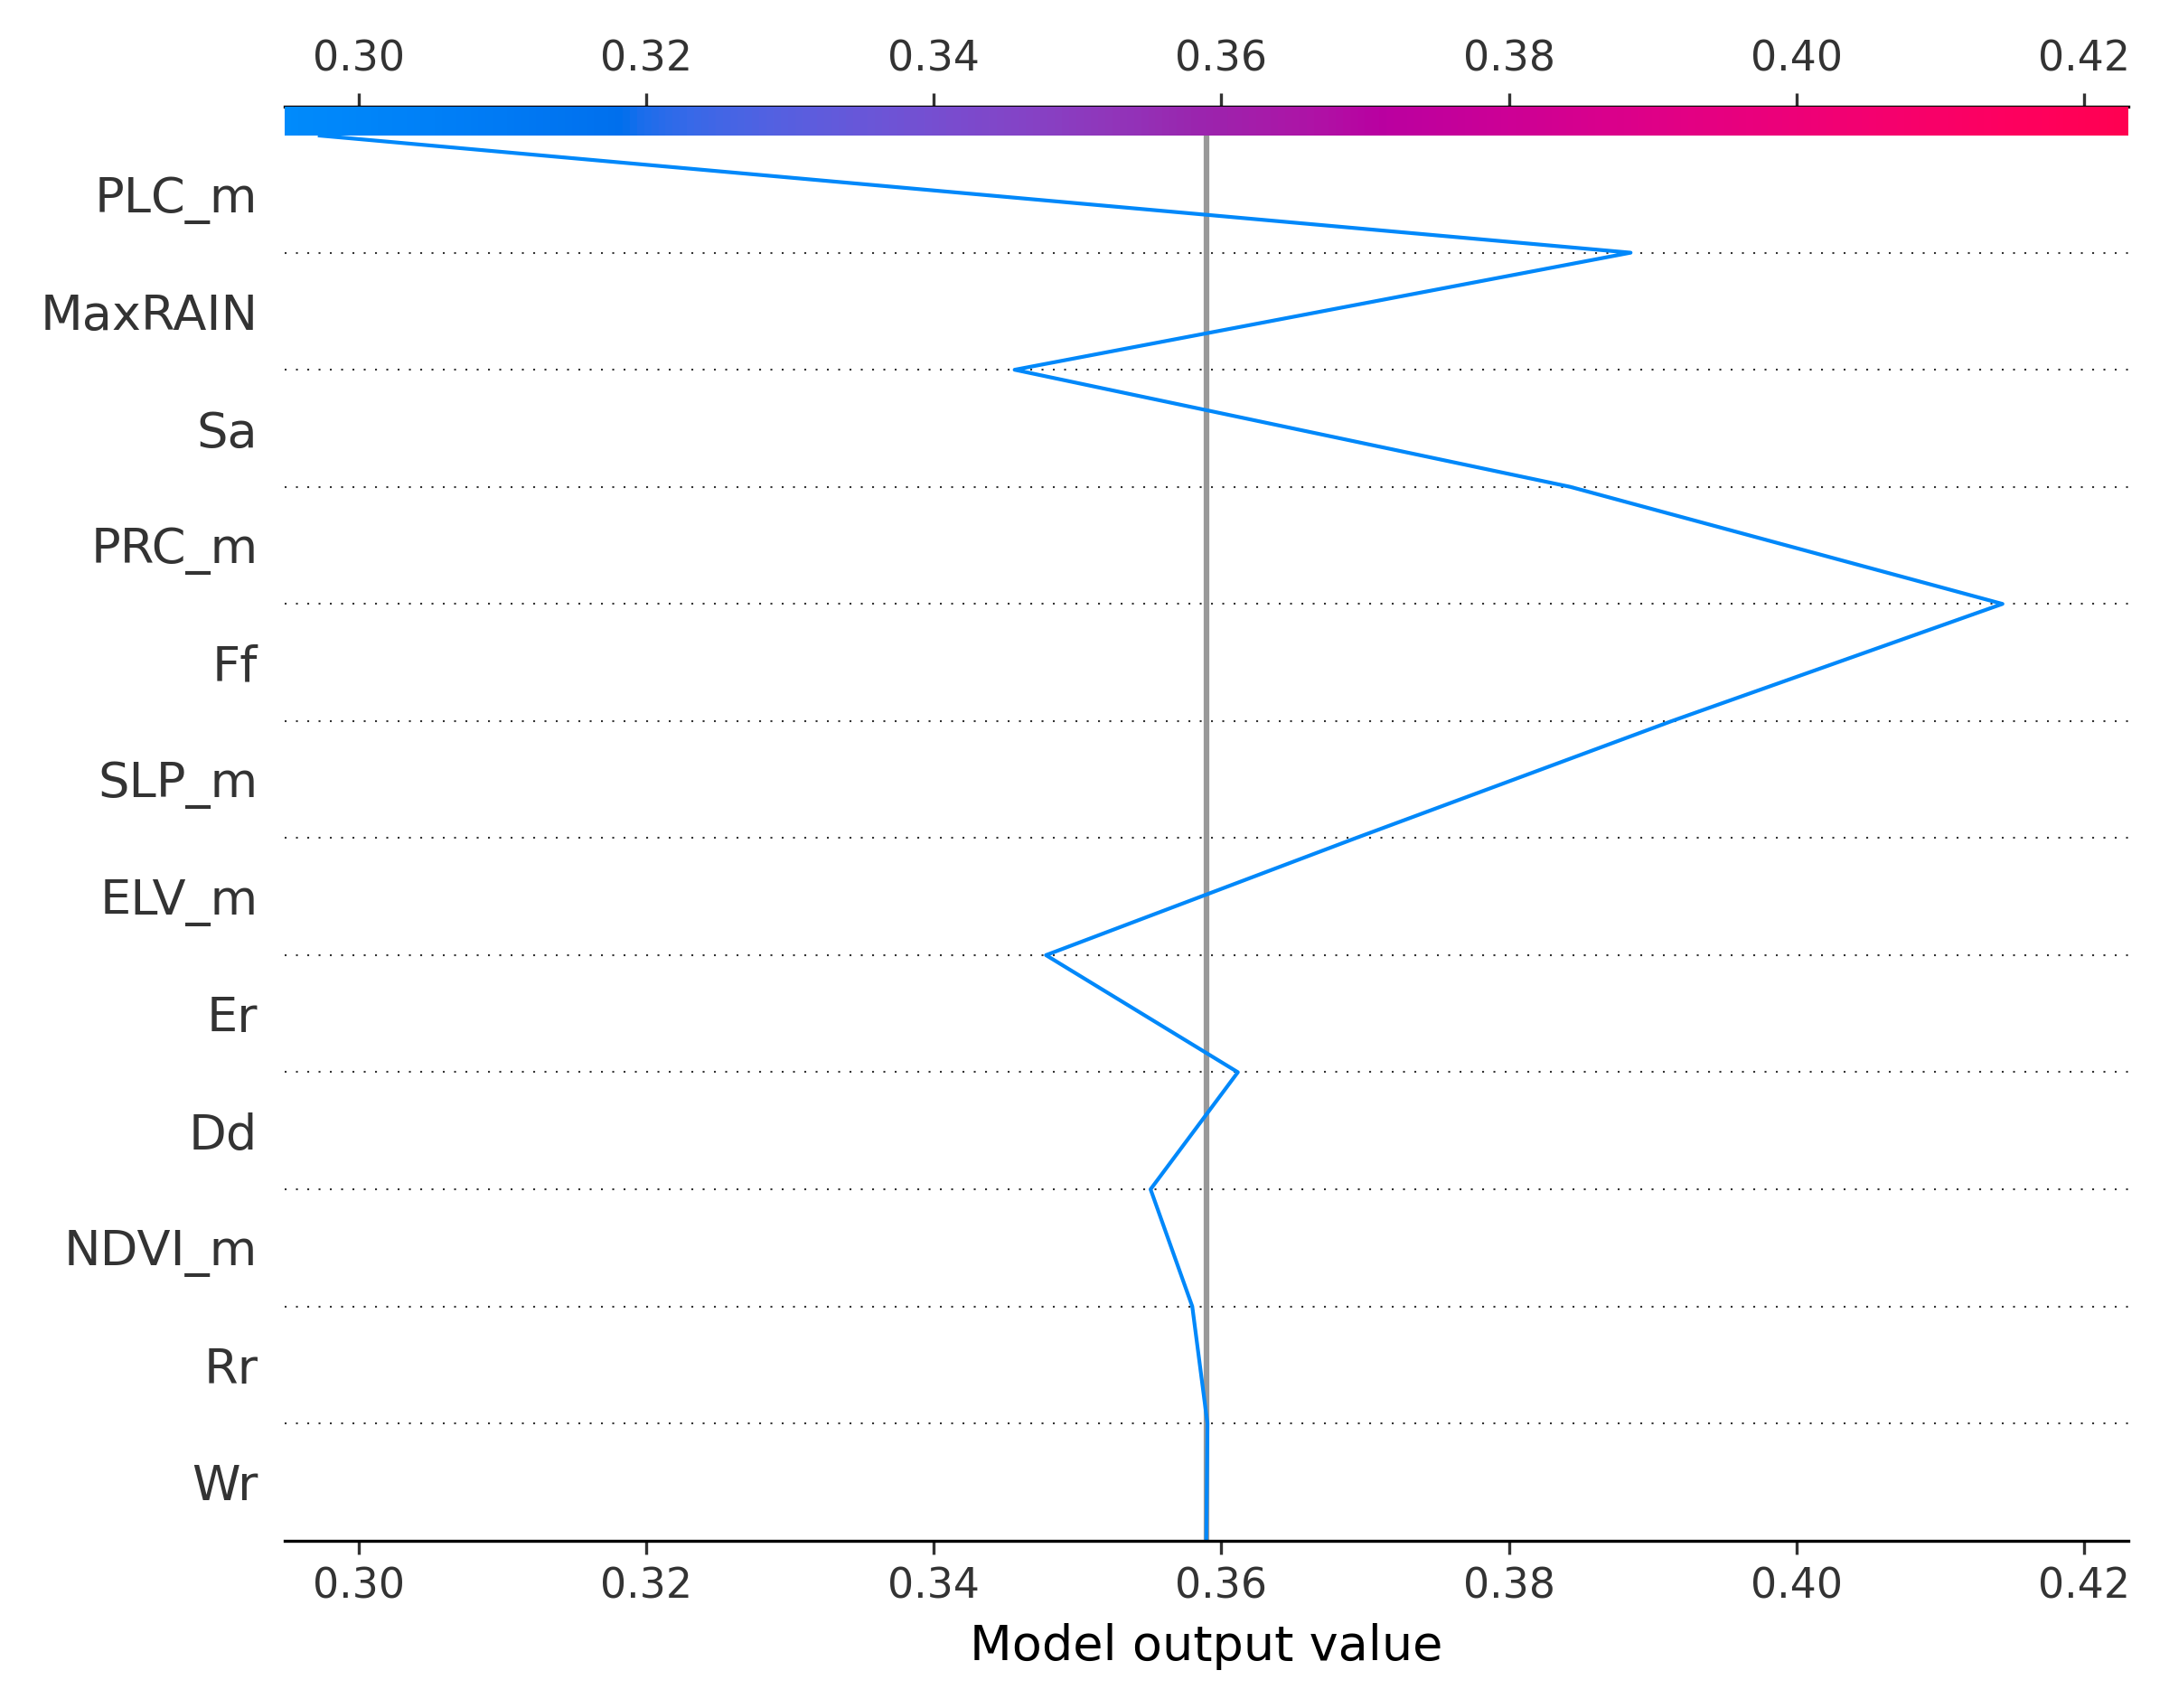 0.30 0.32 0.34 0.36 0.38 0.40 0.42
PLC_m
MaxRAIN
Sa
PRC_m
Ff
SLP_m
ELV_m
Er
Dd
NDVI_m
Rr
Wr
0.30 0.32 0.34 0.36 0.38 0.40 0.42
Model output value